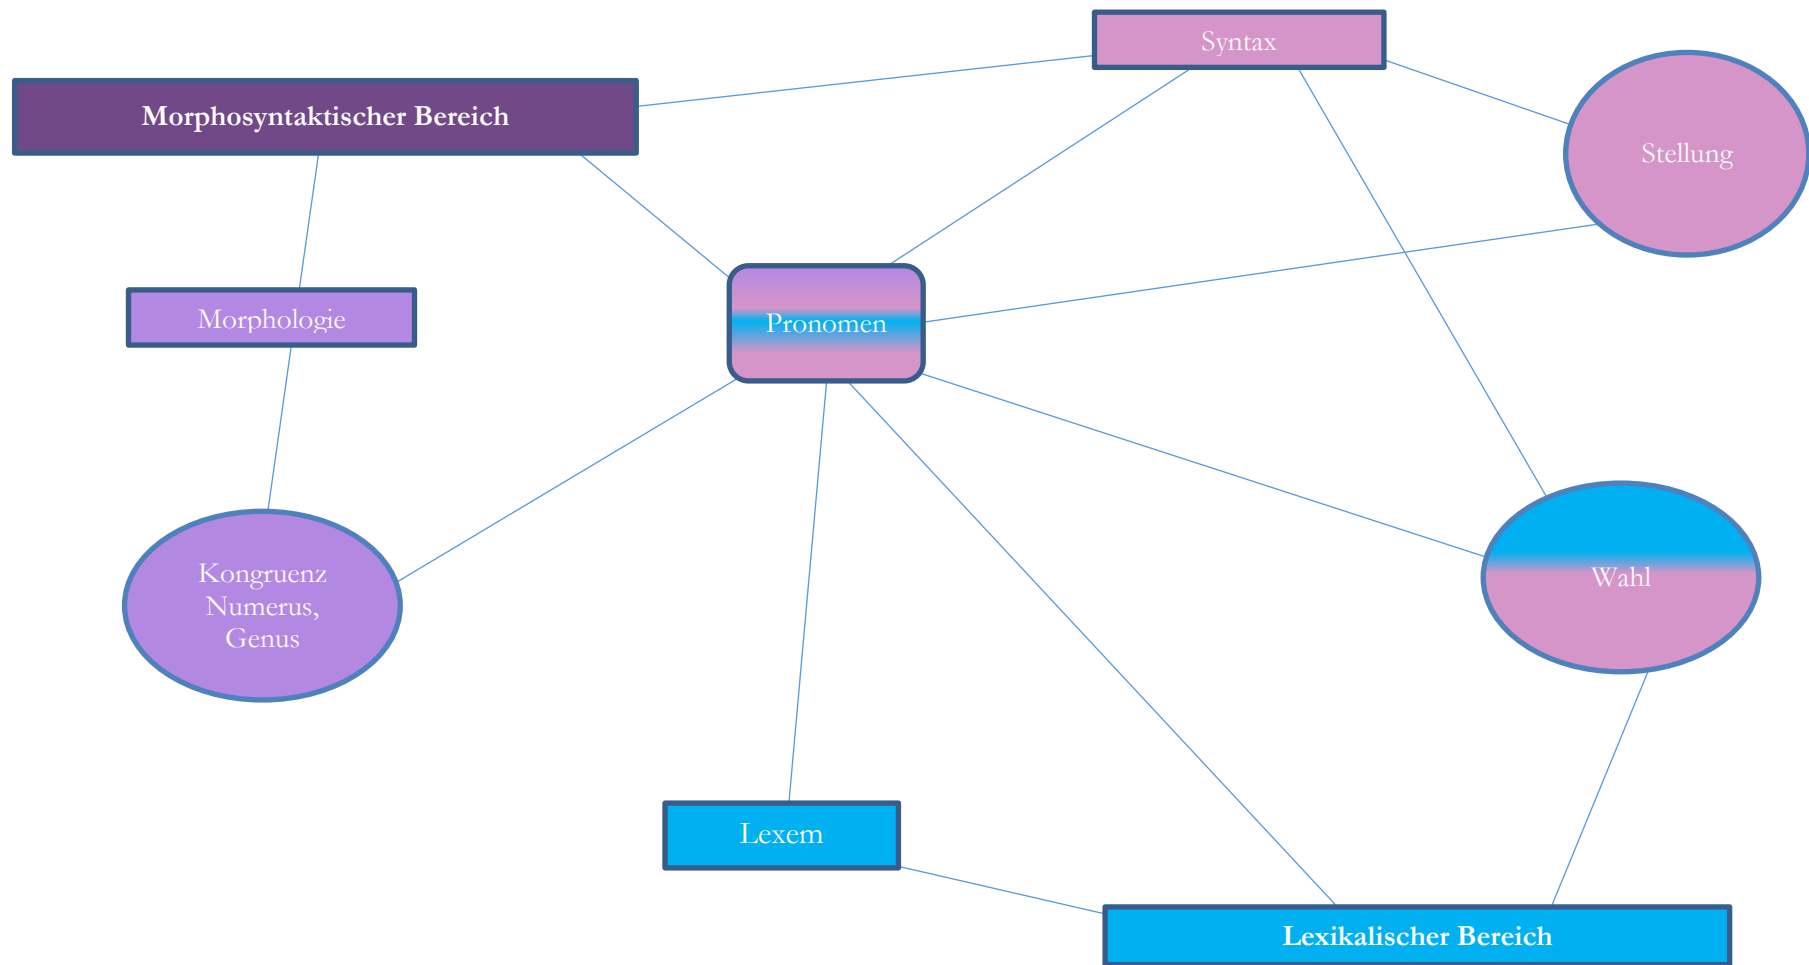 Syntax
Morphosyntaktischer Bereich
Stellung
Morphologie
Pronomen
Kongruenz
Numerus,
Genus
Wahl
Lexem
Lexikalischer Bereich